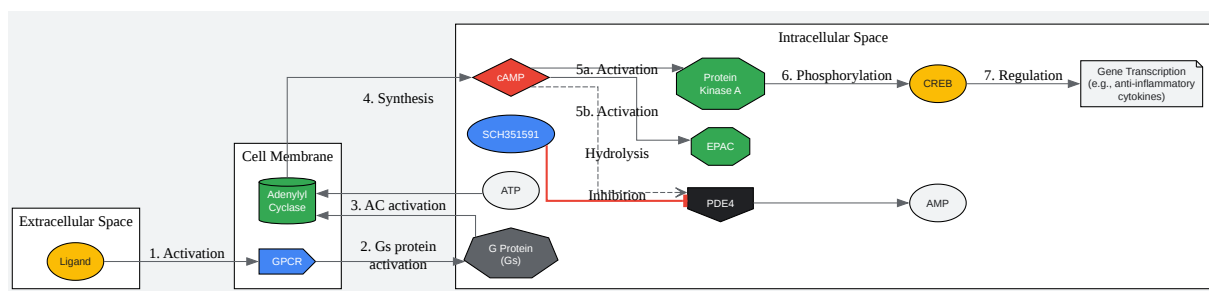 Intracellular Space
cAMP
5a. Activation
Protein
Kinase A
6. Phosphorylation
CREB
7. Regulation
Gene Transcription
(e.g., anti-inflammatory
cytokines)
4. Synthesis
5b. Activation
SCH351591
EPAC
Hydrolysis
Cell Membrane
Adenylyl
Cyclase
ATP
Inhibition
PDE4
AMP
3. AC activation
Extracellular Space
Ligand
1. Activation
GPCR
2. Gs protein
activation
G Protein
(Gs)